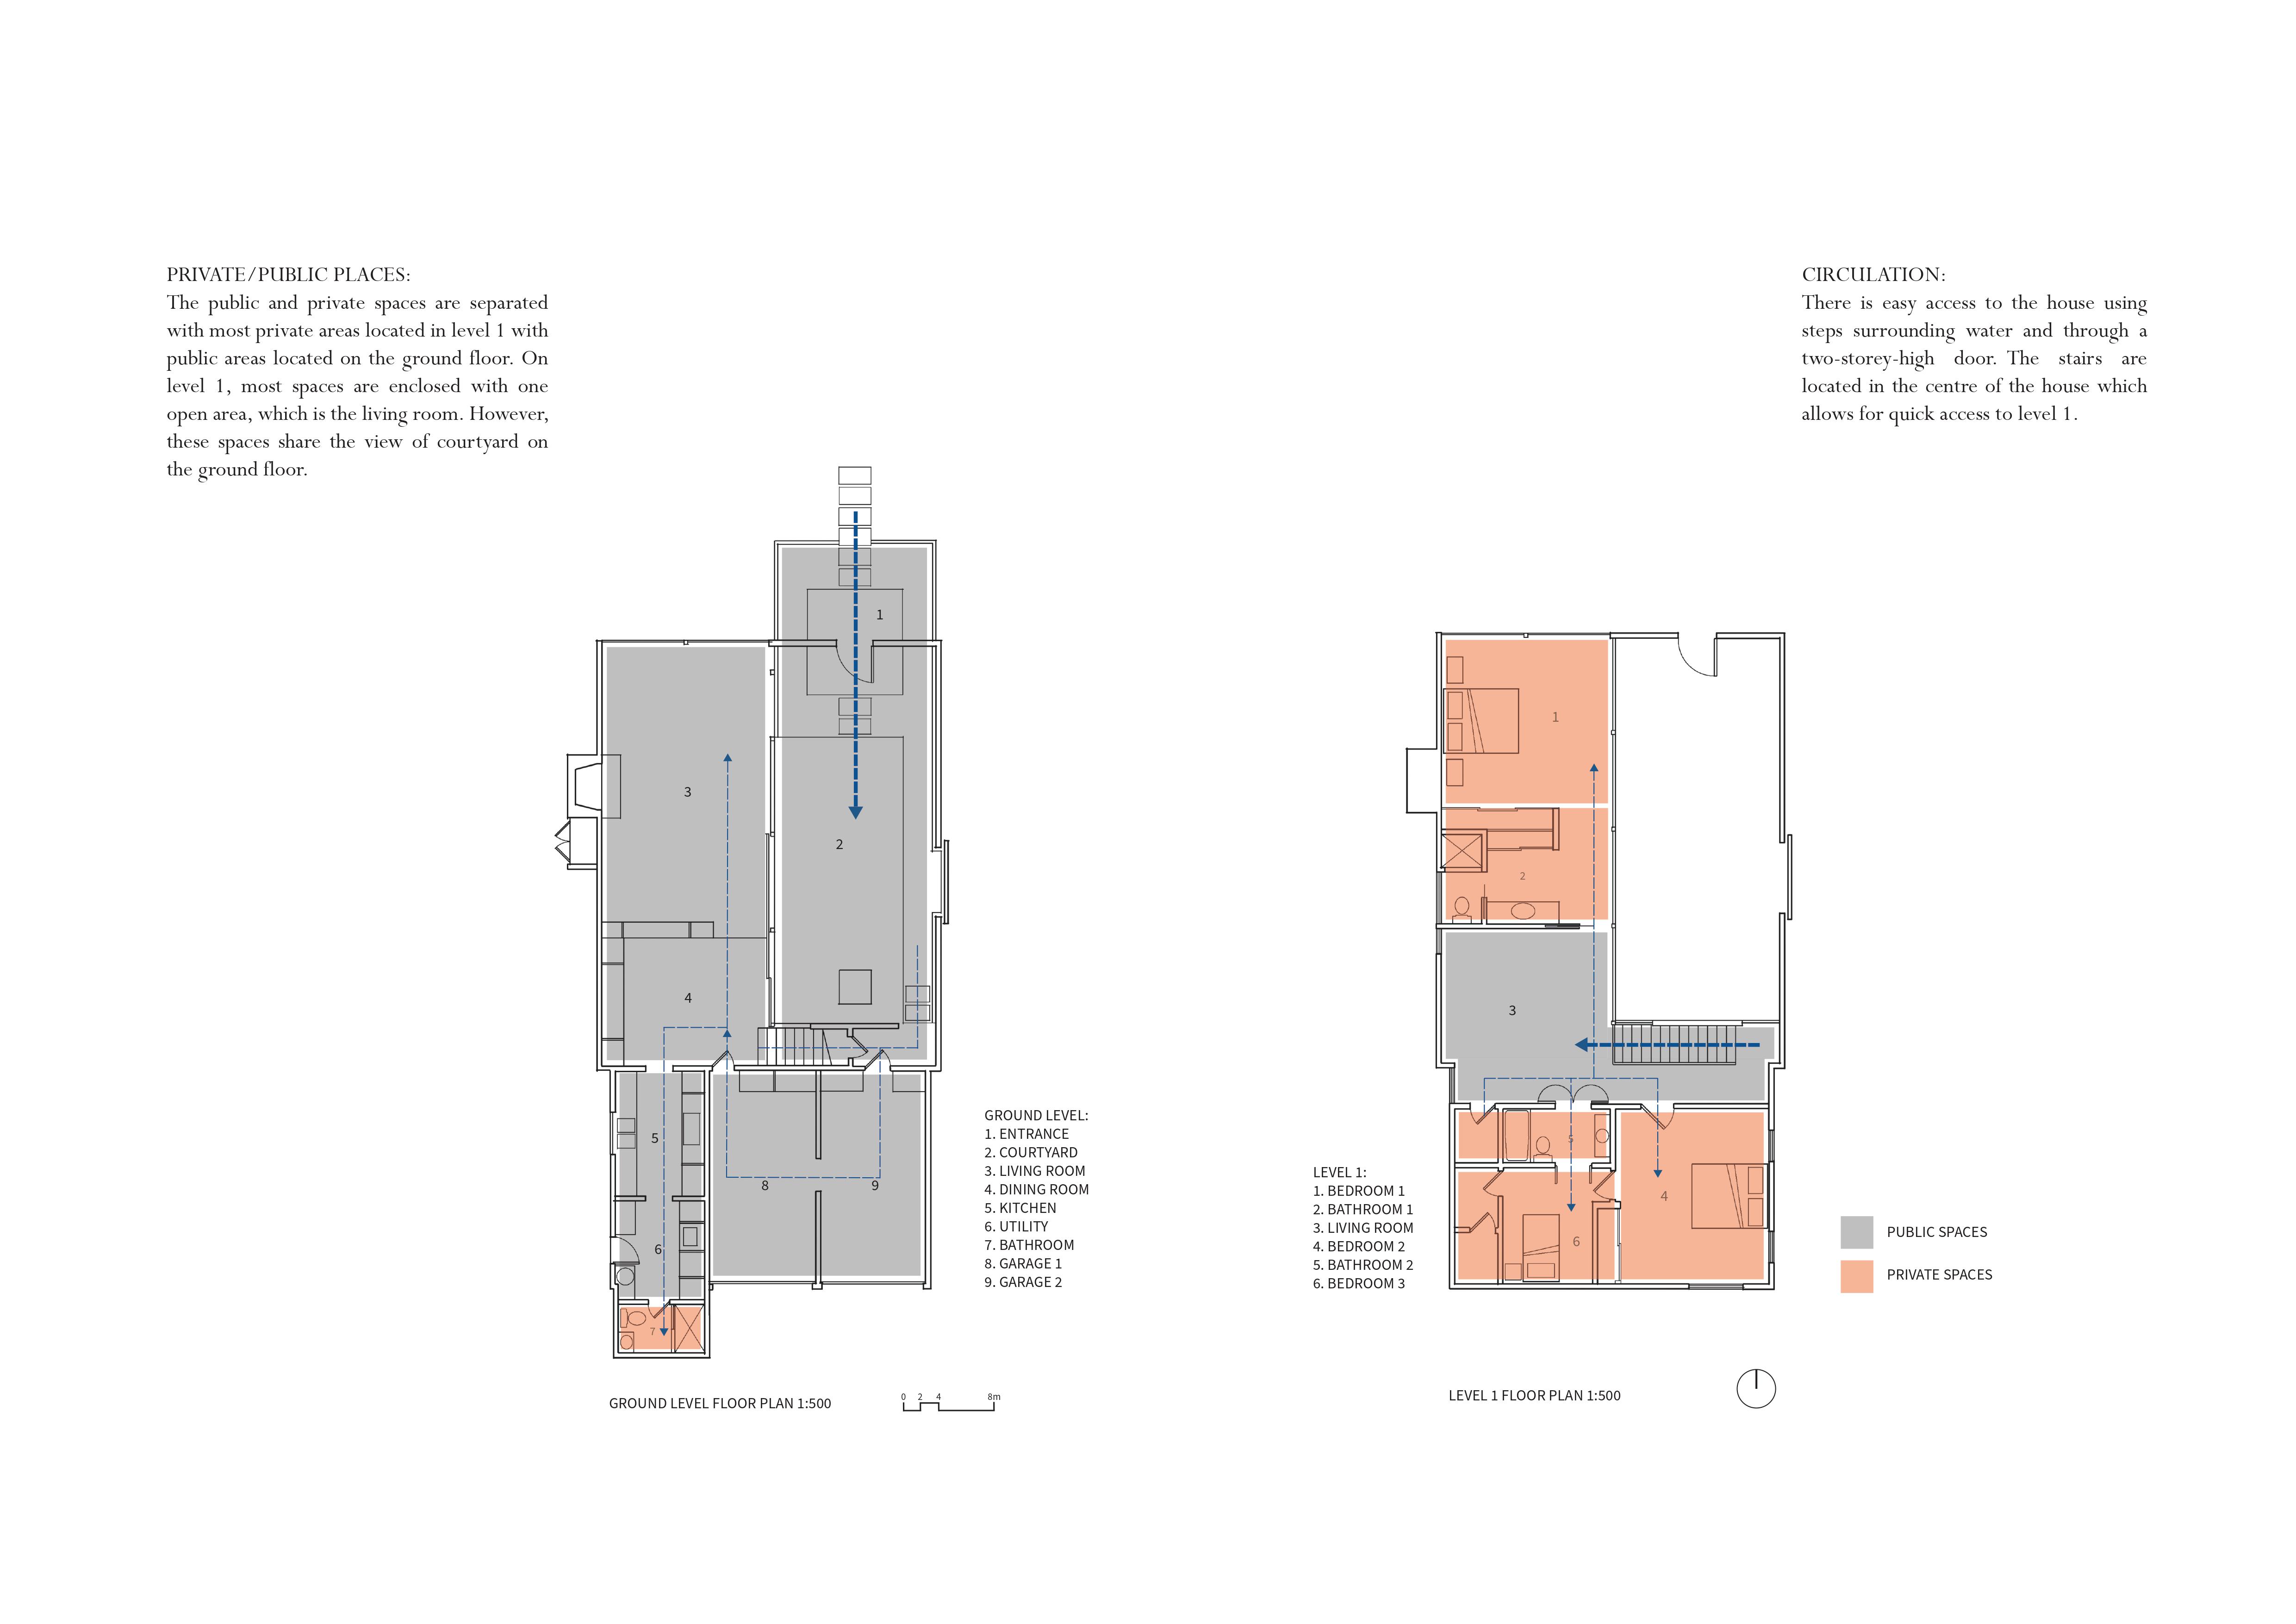 PRIVATE/PUBLIC PLACES:
The public and private spaces are separated
with most private areas located in level 1 with
public areas located on the ground floor. On
level 1, most spaces are enclosed with one
open area, which is the living room. However,
these spaces share the view of courtyard on
the ground floor.
CIRCULATION:
There is easy access to the house using
steps surrounding water and through a
two-storey-high door. The stairs are
located in the centre of the house which
allows for quick access to level 1.
1
2
3
4
5
6
7
8
9
GROUND LEVEL:
1. ENTRANCE
2. COURTYARD
3. LIVING ROOM
4. DINING ROOM
5. KITCHEN
6. UTILITY
7. BATHROOM
8. GARAGE 1
9. GARAGE 2
GROUND LEVEL FLOOR PLAN 1:500
0 2 4 8m
1
2
3
4
5
6
LEVEL 1:
1. BEDROOM 1
2. BATHROOM 1
3. LIVING ROOM
4. BEDROOM 2
5. BATHROOM 2
6. BEDROOM 3
LEVEL 1 FLOOR PLAN 1:500
PUBLIC SPACES
PRIVATE SPACES